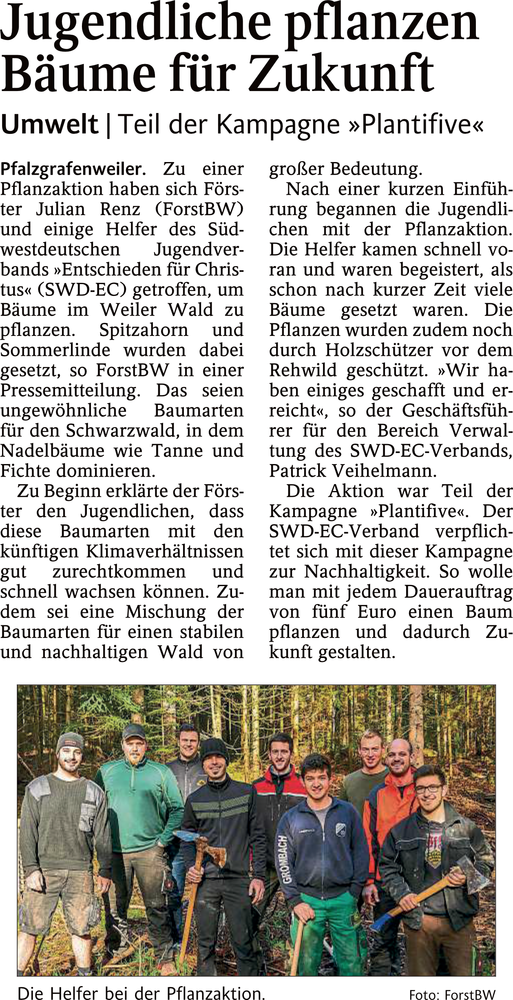 Jugendliche pflanzen
Bäume für Zukunft
Umwelt | Teil der Kampagne »Plantifive«
Pfalzgrafenweiler. Zu einer
Pflanzaktion haben sich Förs-
ter Julian Renz (ForstBW)
und einige Helfer des Süd-
westdeutschen Jugendver-
bands »Entschieden für Chris-
tus« (SWD-EC) getroffen, um
Bäume im Weiler Wald zu
pflanzen. Spitzahorn und
Sommerlinde wurden dabei
gesetzt, so ForstBW in einer
Pressemitteilung. Das seien
ungewöhnliche Baumarten
für den Schwarzwald, in dem
Nadelbäume wie Tanne und
Fichte dominieren.
Zu Beginn erklärte der Förs-
ter den Jugendlichen, dass
diese Baumarten mit den
künftigen Klimaverhältnissen
gut zurechtkommen und
schnell wachsen können. Zu-
dem sei eine Mischung der
Baumarten für einen stabilen
und nachhaltigen Wald von
großer Bedeutung.
Nach einer kurzen Einfüh-
rung begannen die Jugendli-
chen mit der Pflanzaktion.
Die Helfer kamen schnell vo-
ran und waren begeistert, als
schon nach kurzer Zeit viele
Bäume gesetzt waren. Die
Pflanzen wurden zudem noch
durch Holzschützer vor dem
Rehwild geschützt. »Wir ha-
ben einiges geschafft und er-
reicht«, so der Geschäftsfüh-
rer für den Bereich Verwal-
tung des SWD-EC-Verbands,
Patrick Veihelmann.
Die Aktion war Teil der
Kampagne »Plantifive«. Der
SWD-EC-Verband verpflich-
tet sich mit dieser Kampagne
zur Nachhaltigkeit. So wolle
man mit jedem Dauerauftrag
von fünf Euro einen Baum
pflanzen und dadurch Zu-
kunft gestalten.
GROMBACH
Die Helfer bei der Pflanzaktion.
Foto: ForstBW